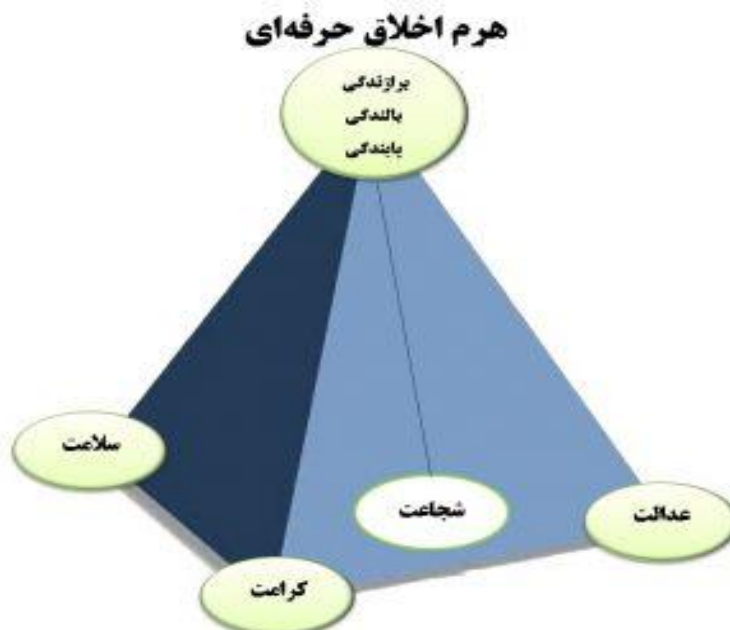 هرم اخلاق حرفه‌ای
برازندگی
بالندگی
پایندگی
سلامت
شجاعت
عدالت
کرامت